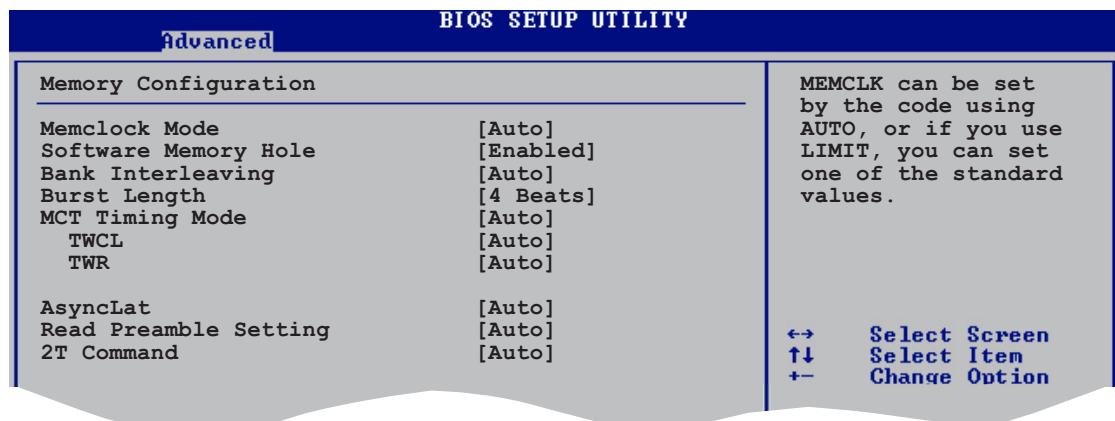 BIOS SETUP UTILITY
Advanced
Memory Configuration
Memclock Mode [Auto]
Software Memory Hole [Enabled]
Bank Interleaving [Auto]
Burst Length [4 Beats]
MCT Timing Mode [Auto]
TWCL [Auto]
TWR [Auto]
AsyncLat [Auto]
Read Preamble Setting [Auto]
2T Command [Auto]
MEMCLK can be set
by the code using
AUTO, or if you use
LIMIT, you can set
one of the standard
values.
←→ Select Screen
↑↓ Select Item
+- Change Option